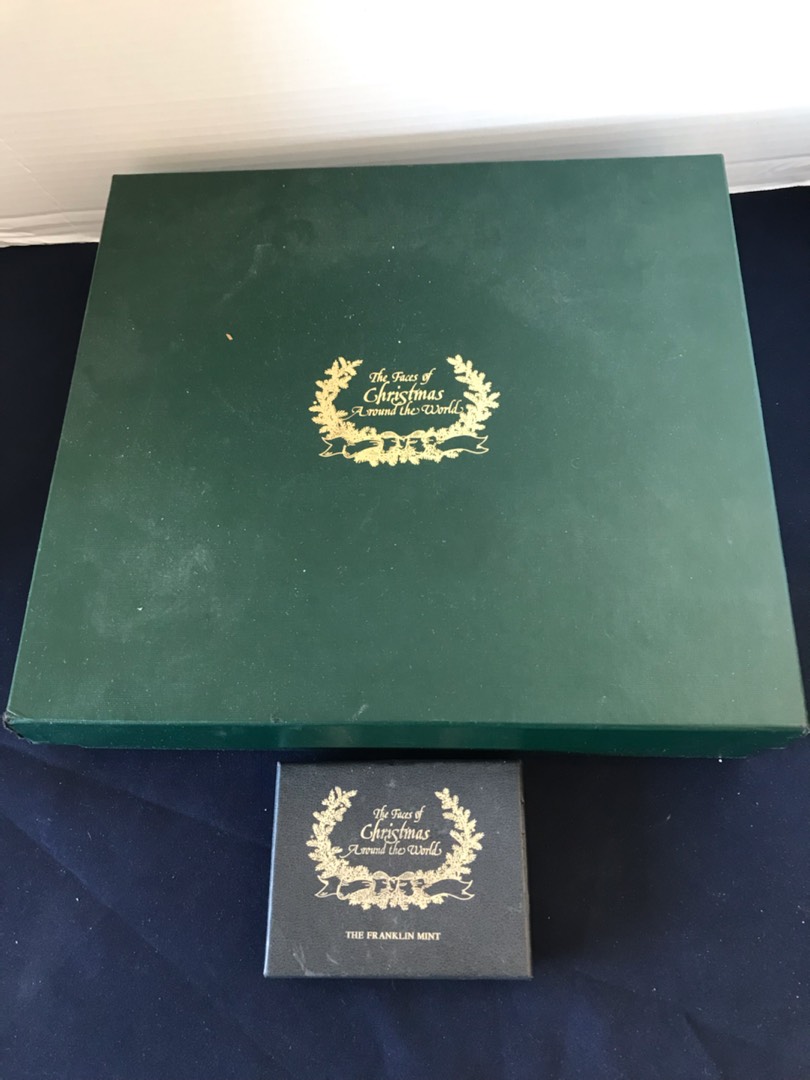 The Faces of
Christmas
Around the World
The Faces of
Christmas
Around the World
THE FRANKLIN MINT